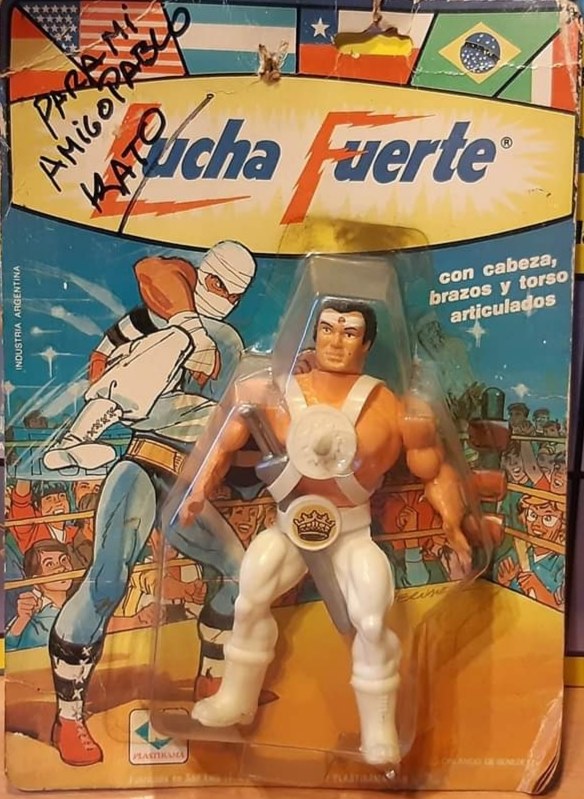 PARA MI
AMIGO PABLO
KATO
Lucha Fuerte®
con cabeza,
brazos y torso
articulados
INDUSTRIA ARGENTINA
PLASTIRAMA